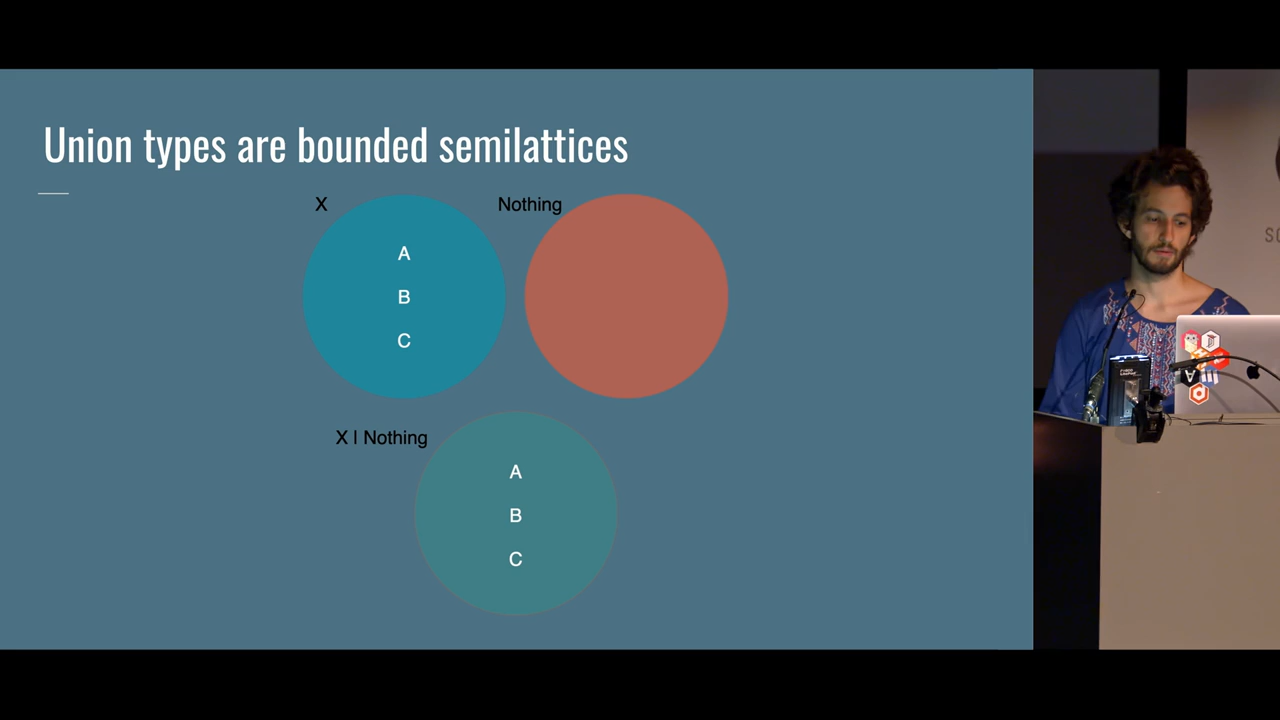 Union types are bounded semilattices
X
Nothing
A
B
C
X | Nothing
A
B
C